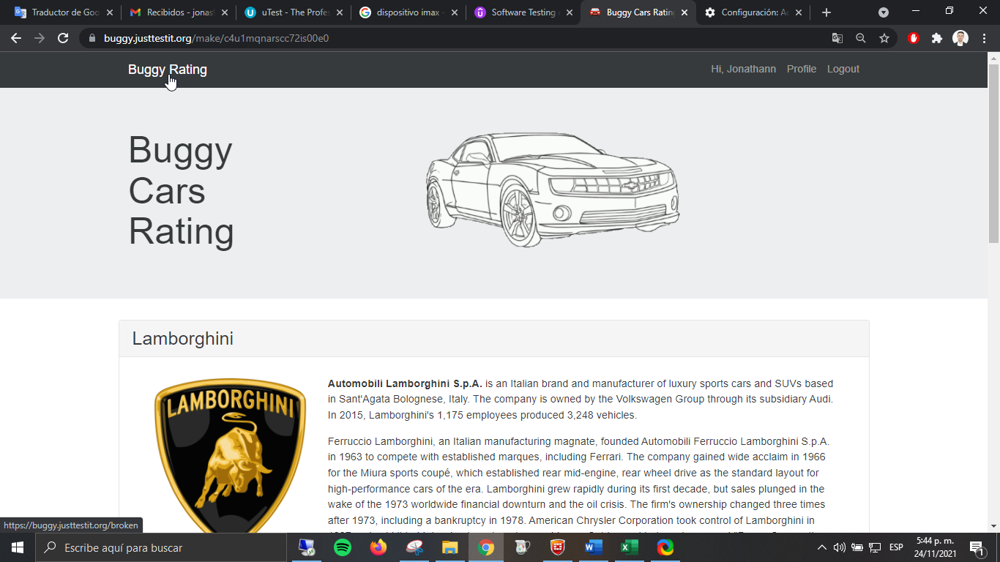 Traductor de Goo
Recibidos - jonas
uTest - The Profes
dispositivo imax -
Software Testing
Buggy Cars Rating
Configuración: Ac
buggy.justtestit.org/make/c4u1mqnarscc72is00e0
Buggy Rating
Hi, Jonathann
Profile
Logout
Buggy
Cars
Rating
Lamborghini
LAMBORGHINI
Automobili Lamborghini S.p.A. is an Italian brand and manufacturer of luxury sports cars and SUVs based
in Sant'Agata Bolognese, Italy. The company is owned by the Volkswagen Group through its subsidiary Audi.
In 2015, Lamborghini's 1,175 employees produced 3,248 vehicles.
Ferruccio Lamborghini, an Italian manufacturing magnate, founded Automobili Ferruccio Lamborghini S.p.A.
in 1963 to compete with established marques, including Ferrari. The company gained wide acclaim in 1966
for the Miura sports coupé, which established rear mid-engine, rear wheel drive as the standard layout for
high-performance cars of the era. Lamborghini grew rapidly during its first decade, but sales plunged in the
wake of the 1973 worldwide financial downturn and the oil crisis. The firm's ownership changed three times
after 1973, including a bankruptcy in 1978. American Chrysler Corporation took control of Lamborghini in
https://buggy.justtestit.org/broken
Escribe aquí para buscar
ESP
5:44 p. m.
24/11/2021
1